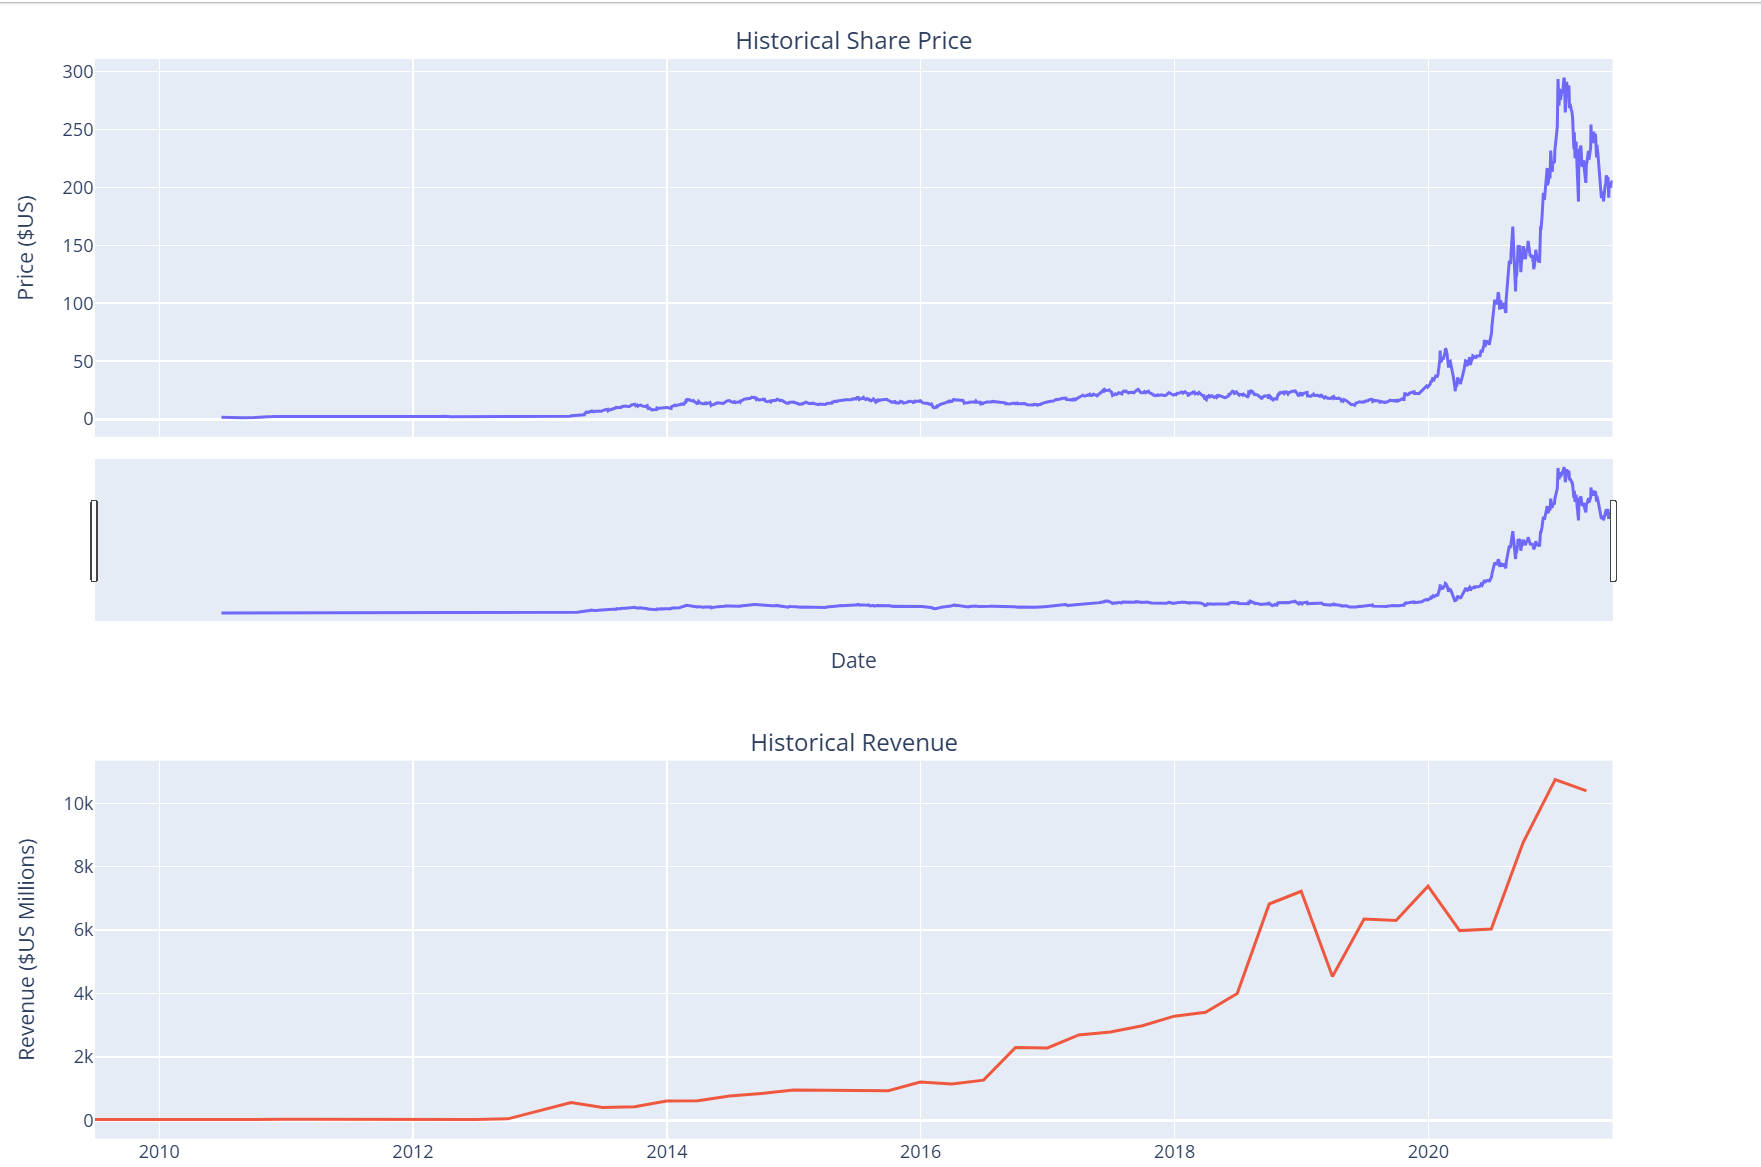 Historical Share Price
300
250
200
150
100
50
0
Price ($US)
Date
Historical Revenue
10k
8k
6k
4k
2k
0
Revenue ($US Millions)
2010 2012 2014 2016 2018 2020